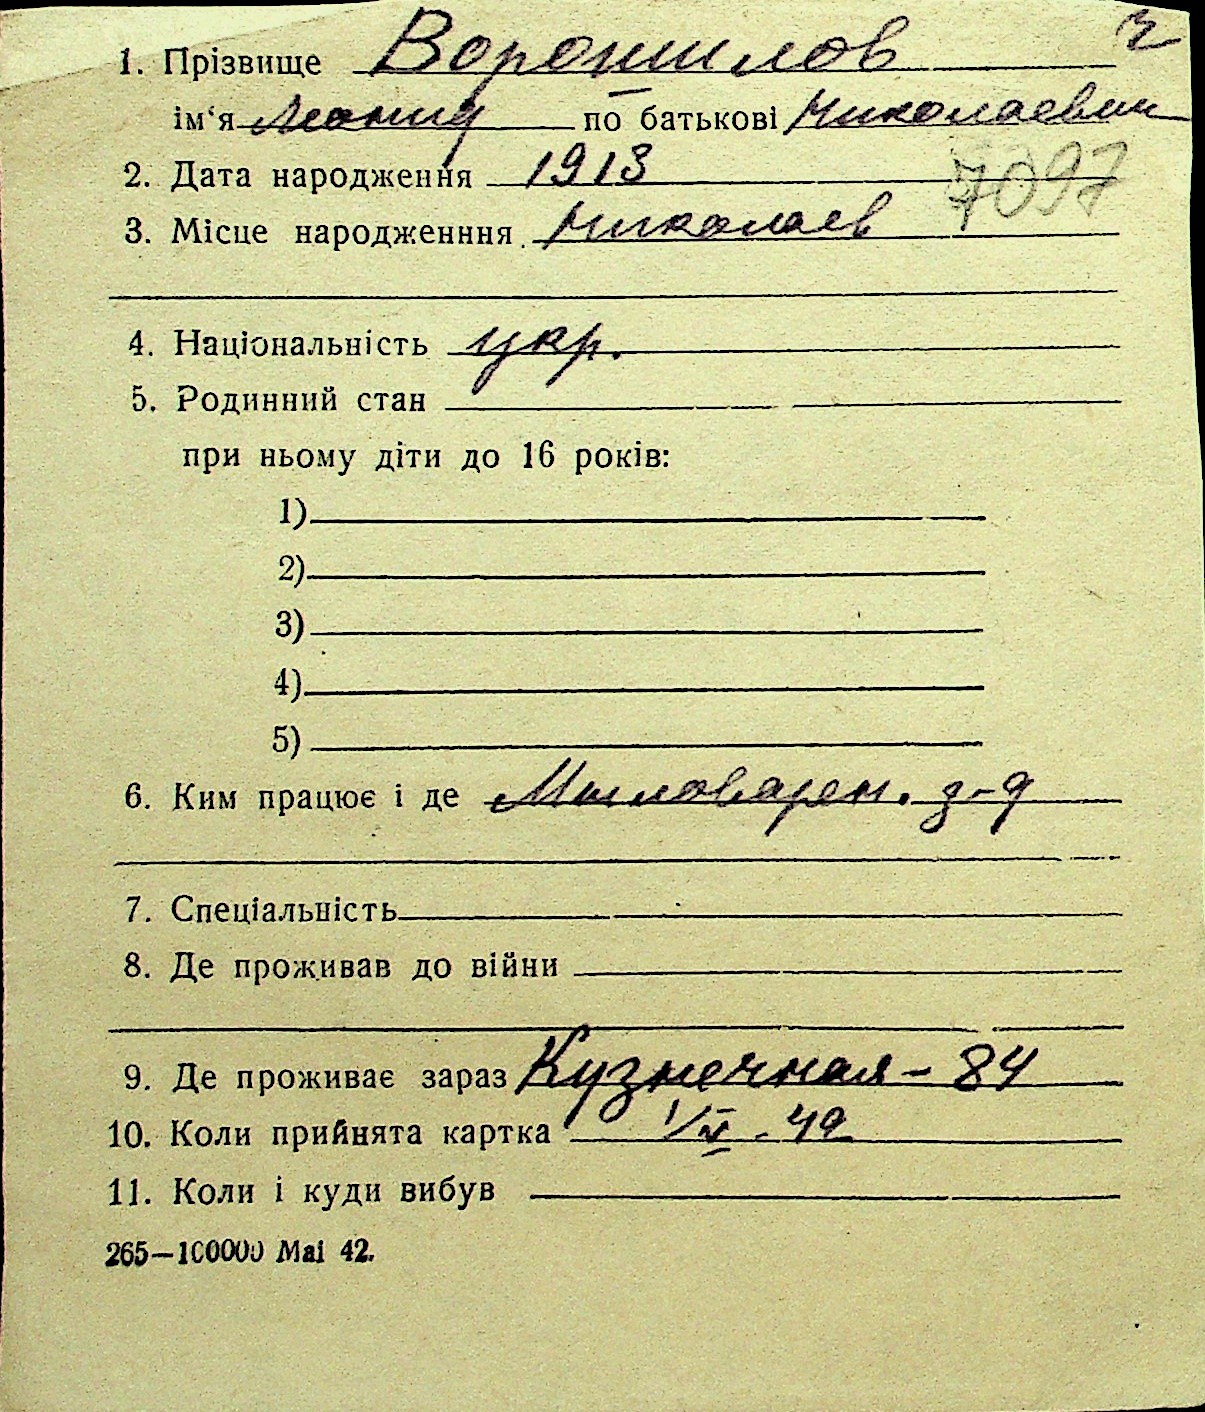 1. Прізвище Ворошилов
ім‘я Леонид по батькові Николаевич
2. Дата народження 1913 7097
3. Місце народженння Николаев
4. Національність укр.
5. Родинний стан
при ньому діти до 16 років:
1)
2)
3)
4)
5)
6. Ким працює і де Мыловарен. з-д
7. Спеціальність
8. Де проживав до війни
9. Де проживає зараз Кузнечная - 84
10. Коли прийнята картка
11. Коли і куди вибув
265—100000 Mai 42.